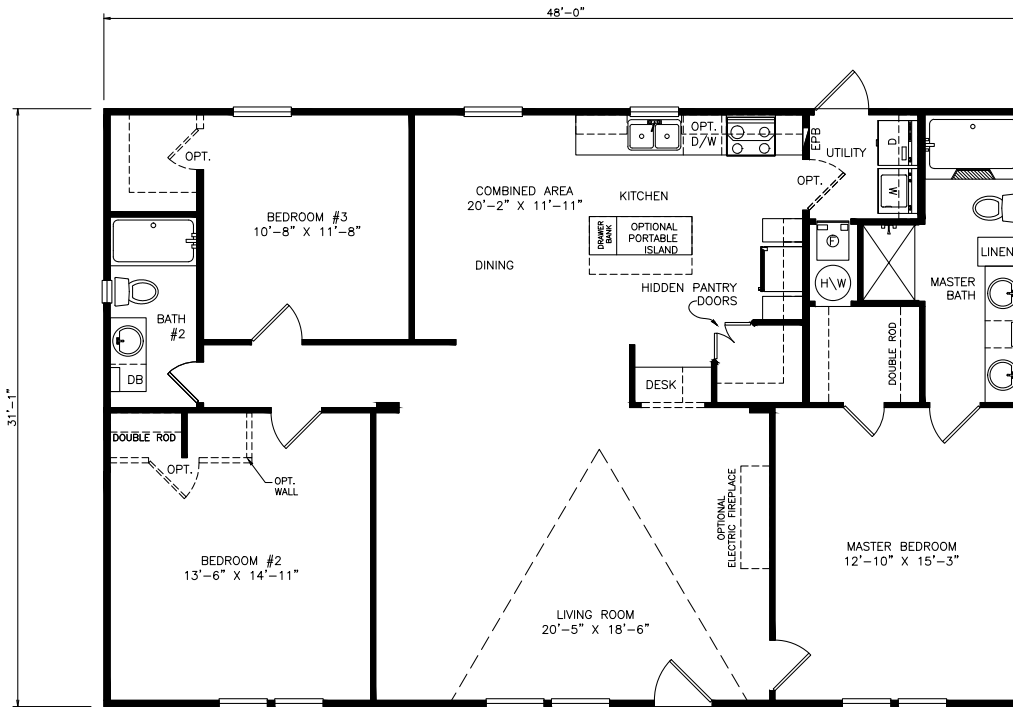 48'-0"
31'-1"
OPT.
BEDROOM #3
10'-8" X 11'-8"
COMBINED AREA
20'-2" X 11'-11"
KITCHEN
DINING
OPT.
D/W
EPB
UTILITY
D
W
OPT.
DRAWER
BANK
OPTIONAL
PORTABLE
ISLAND
HIDDEN PANTRY
DOORS
F
H\W
LINEN
MASTER
BATH
DOUBLE ROD
BATH
#2
DB
DESK
DOUBLE ROD
OPT.
OPT.
WALL
BEDROOM #2
13'-6" X 14'-11"
OPTIONAL
ELECTRIC FIREPLACE
LIVING ROOM
20'-5" X 18'-6"
MASTER BEDROOM
12'-10" X 15'-3"